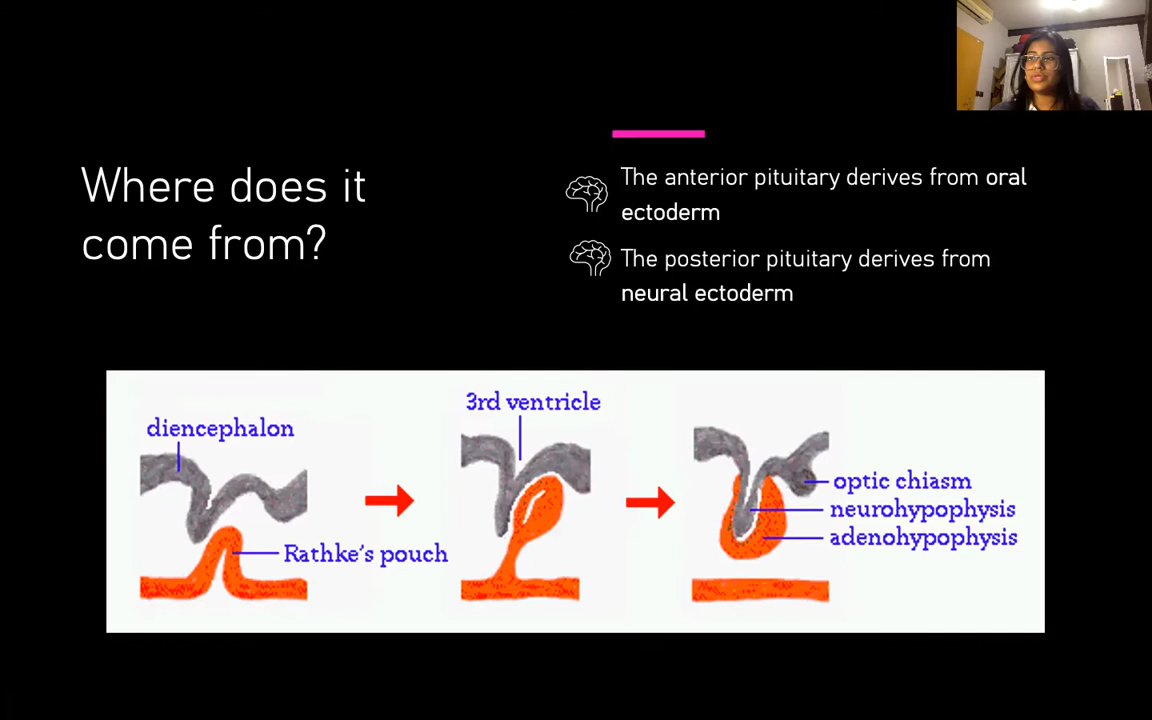 Where does it
come from?
The anterior pituitary derives from oral
ectoderm
The posterior pituitary derives from
neural ectoderm
diencephalon
Rathke's pouch
3rd ventricle
optic chiasm
neurohypophysis
adenohypophysis